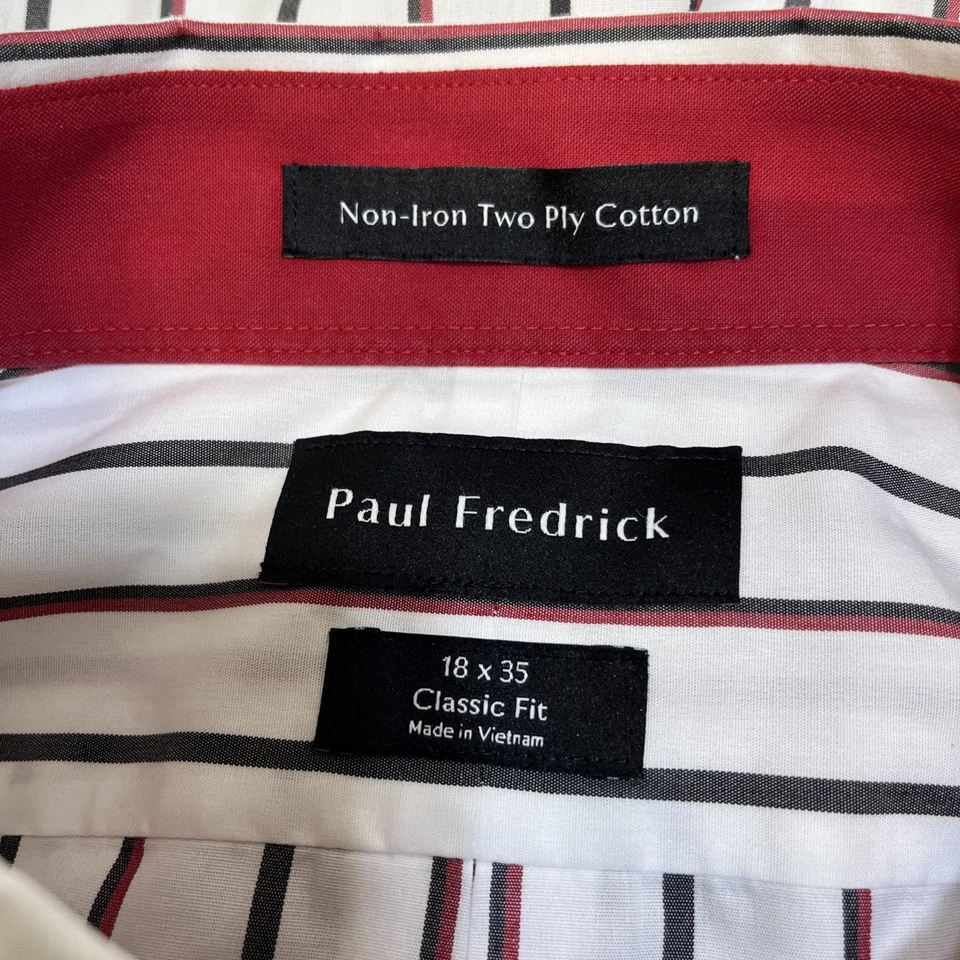 Non-Iron Two Ply Cotton
Paul Fredrick
18 x 35
Classic Fit
Made in Vietnam